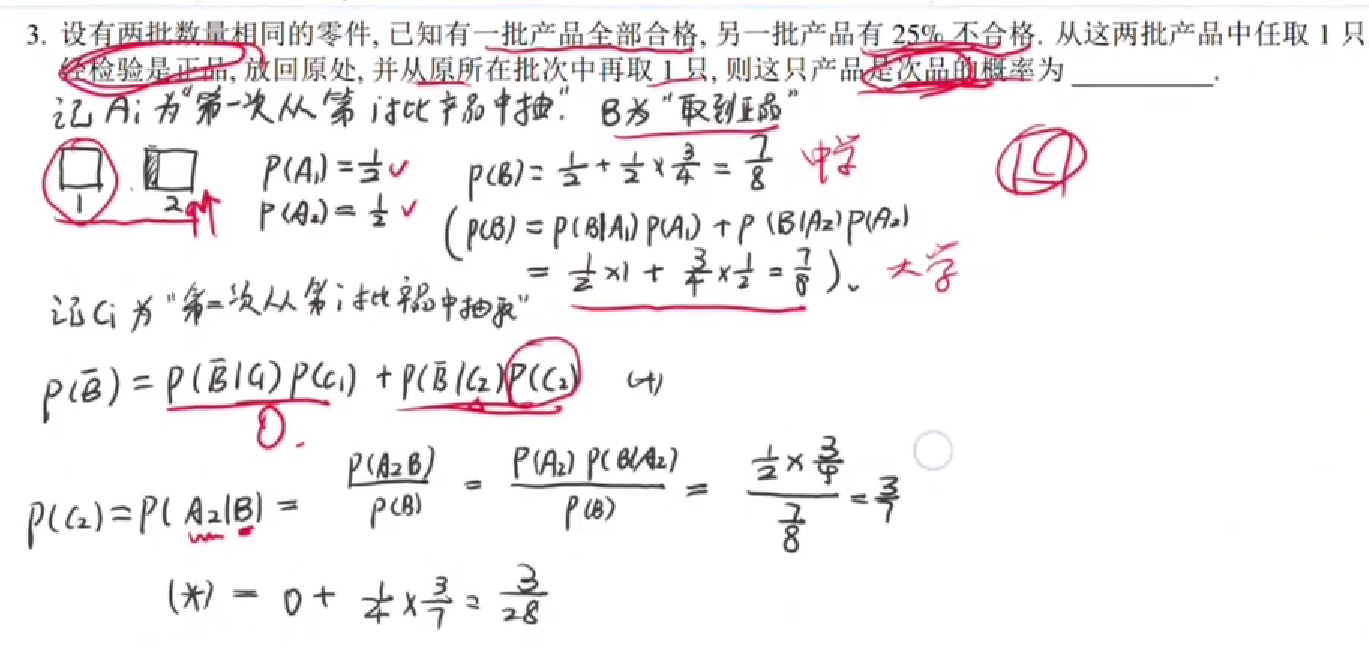 3. 设有两批数量相同的零件, 已知有一批产品全部合格, 另一批产品有 25% 不合格. 从这两批产品中任取 1 只
经检验是正品, 放回原处, 并从原所在批次中再取 1 只, 则这只产品是次品的概率为 ________.
记 Ai 为“第一次从第 i 批产品中抽”. B为“取到正品”
1 2 P(A₁) = 1/2 ✓ P(B) = 1/2 + 1/2 × 3/4 = 7/8 中学
P(A₂) = 1/2 ✓ (P(B) = P(B|A₁)P(A₁) + P(B|A₂)P(A₂)
= 1/2 × 1 + 3/4 × 1/2 = 7/8). 大学
记 Ci 为“第二次从第 i 批产品中抽取”
P(B̄) = P(B̄|C₁)P(C₁) + P(B̄|C₂)P(C₂) (*)
0.
P(C₂) = P(A₂|B) = P(A₂B)/P(B) = P(A₂)P(B|A₂)/P(B) = (1/2 × 3/4)/(7/8) = 3/7
(*) = 0 + 1/4 × 3/7 = 3/28